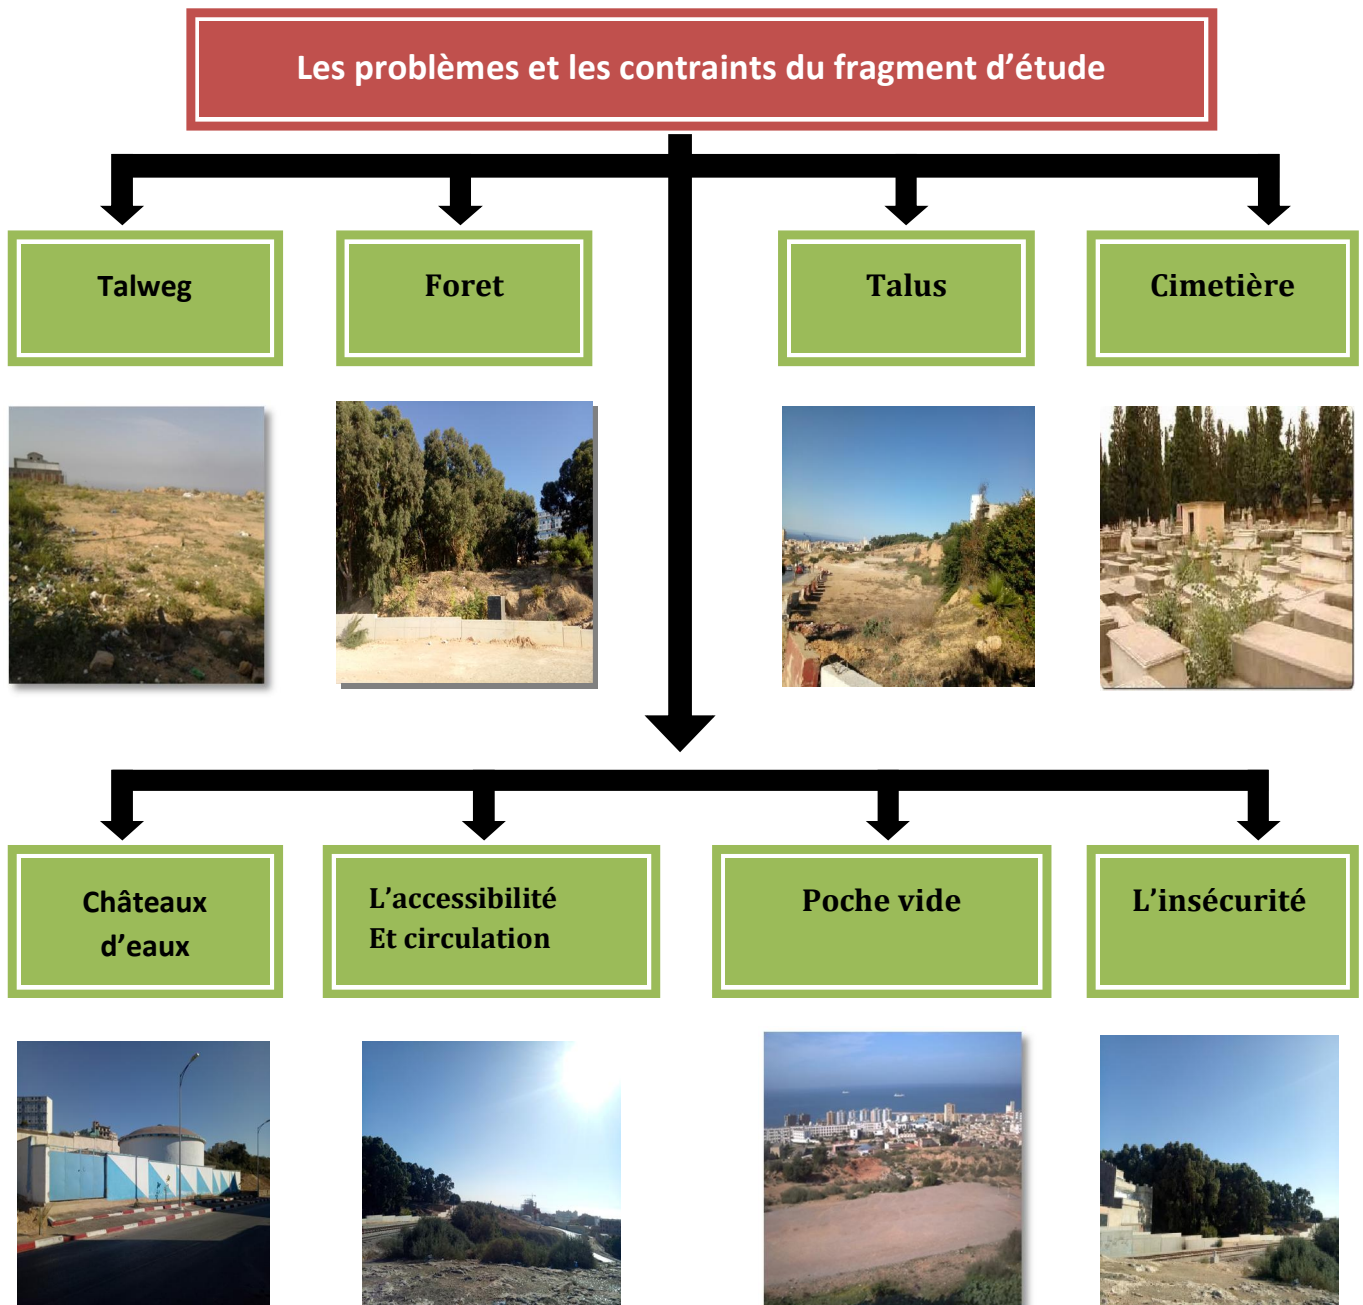 Les problèmes et les contraints du fragment d’étude
Talweg
Foret
Talus
Cimetière
Châteaux
d’eaux
L’accessibilité
Et circulation
Poche vide
L’insécurité